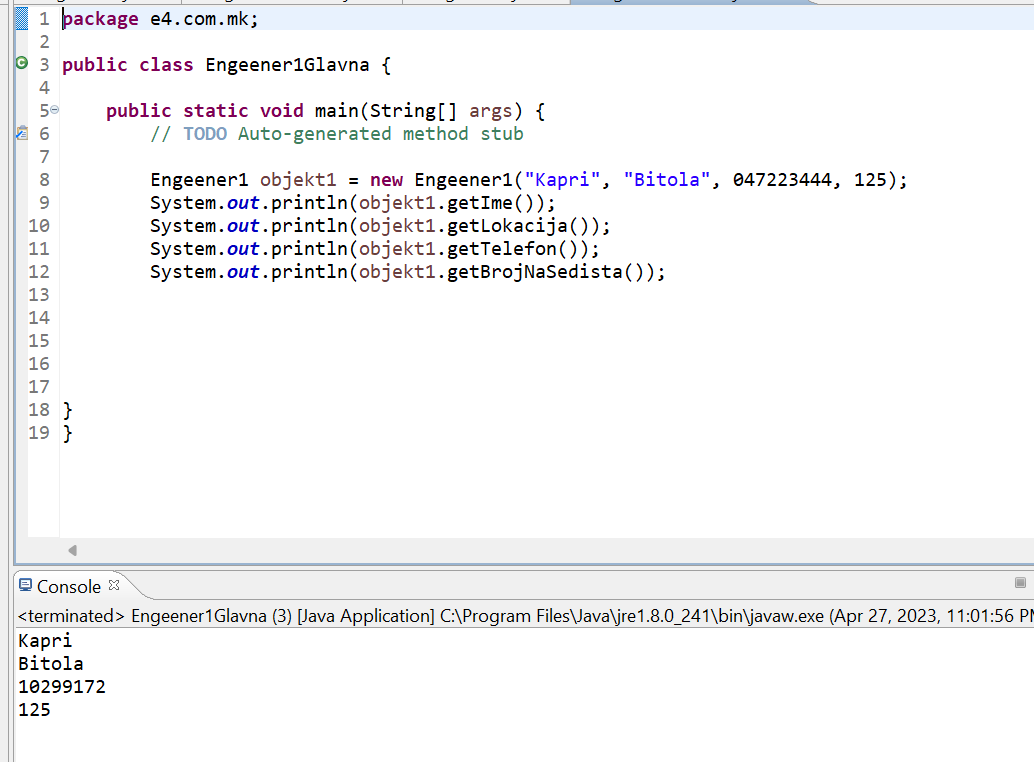 1 package e4.com.mk;
2
3 public class Engeener1Glavna {
4
5 public static void main(String[] args) {
6 // TODO Auto-generated method stub
7
8 Engeener1 objekt1 = new Engeener1("Kapri", "Bitola", 047223444, 125);
9 System.out.println(objekt1.getIme());
10 System.out.println(objekt1.getLokacija());
11 System.out.println(objekt1.getTelefon());
12 System.out.println(objekt1.getBrojNaSedista());
13
14
15
16
17
18 }
19 }
Console
<terminated> Engeener1Glavna (3) [Java Application] C:\Program Files\Java\jre1.8.0_241\bin\javaw.exe (Apr 27, 2023, 11:01:56 PM
Kapri
Bitola
10299172
125